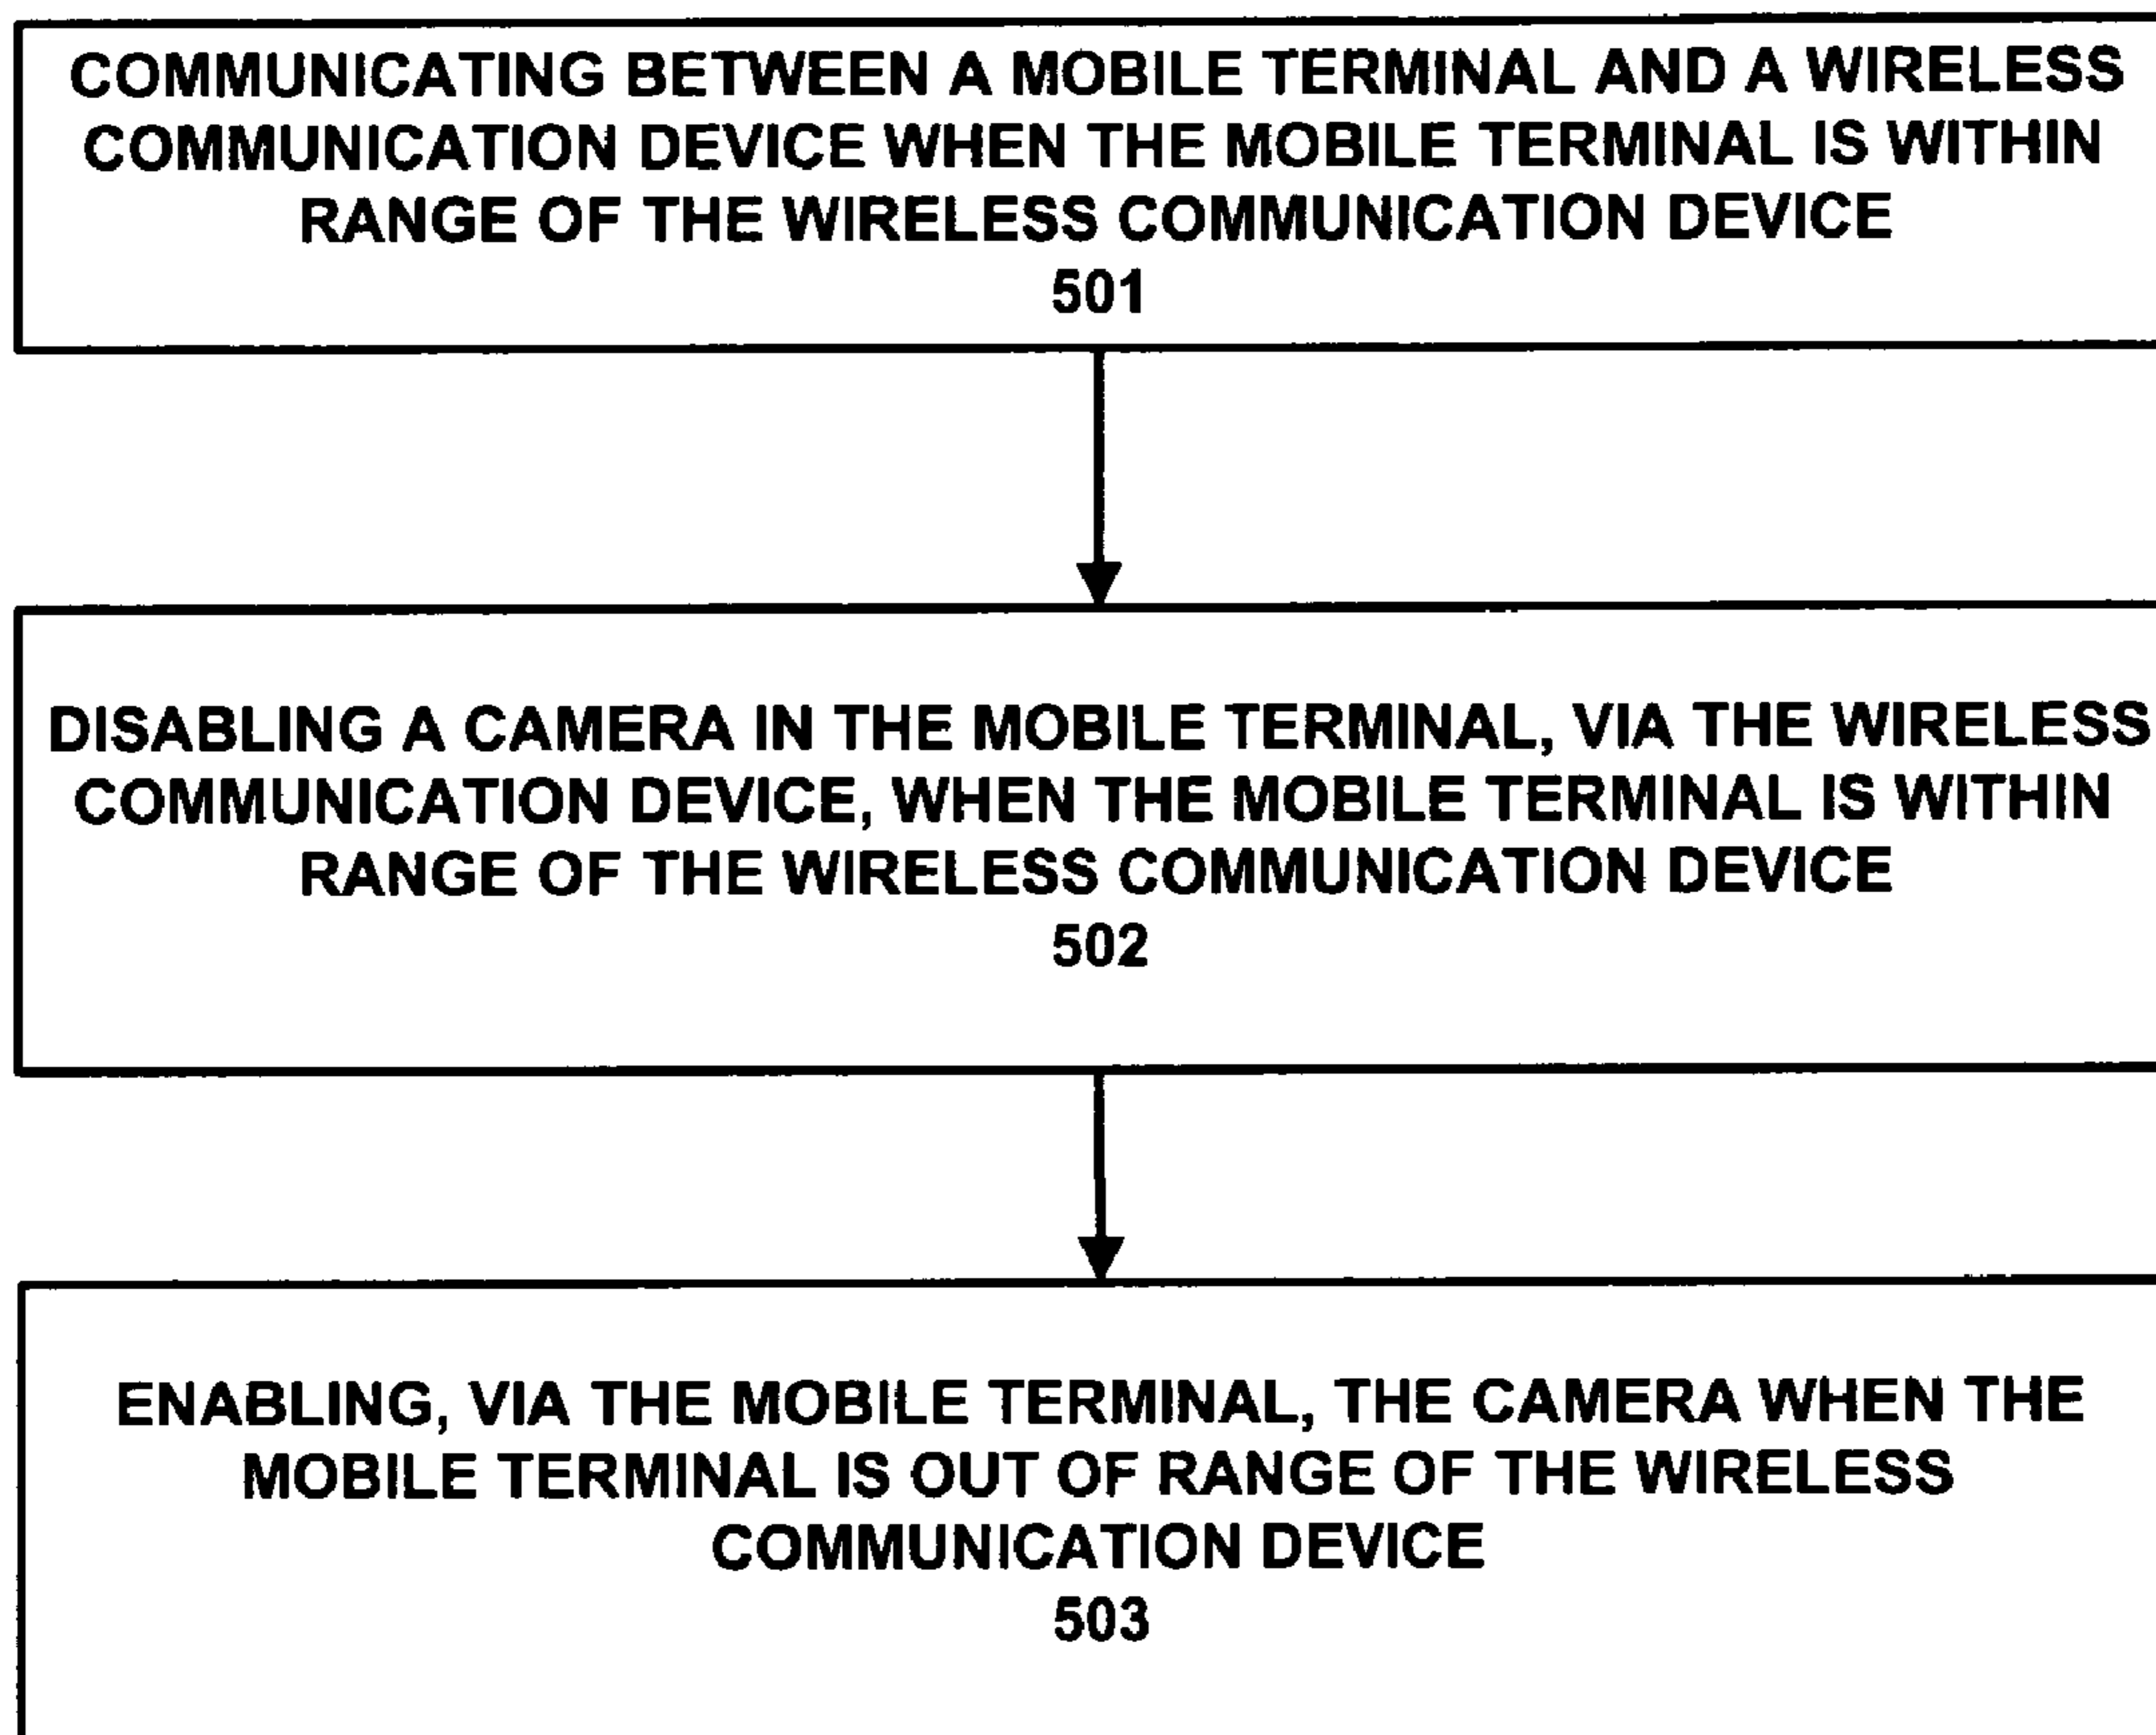 COMMUNICATING BETWEEN A MOBILE TERMINAL AND A WIRELESS
COMMUNICATION DEVICE WHEN THE MOBILE TERMINAL IS WITHIN
RANGE OF THE WIRELESS COMMUNICATION DEVICE
501
DISABLING A CAMERA IN THE MOBILE TERMINAL, VIA THE WIRELESS
COMMUNICATION DEVICE, WHEN THE MOBILE TERMINAL IS WITHIN
RANGE OF THE WIRELESS COMMUNICATION DEVICE
502
ENABLING, VIA THE MOBILE TERMINAL, THE CAMERA WHEN THE
MOBILE TERMINAL IS OUT OF RANGE OF THE WIRELESS
COMMUNICATION DEVICE
503